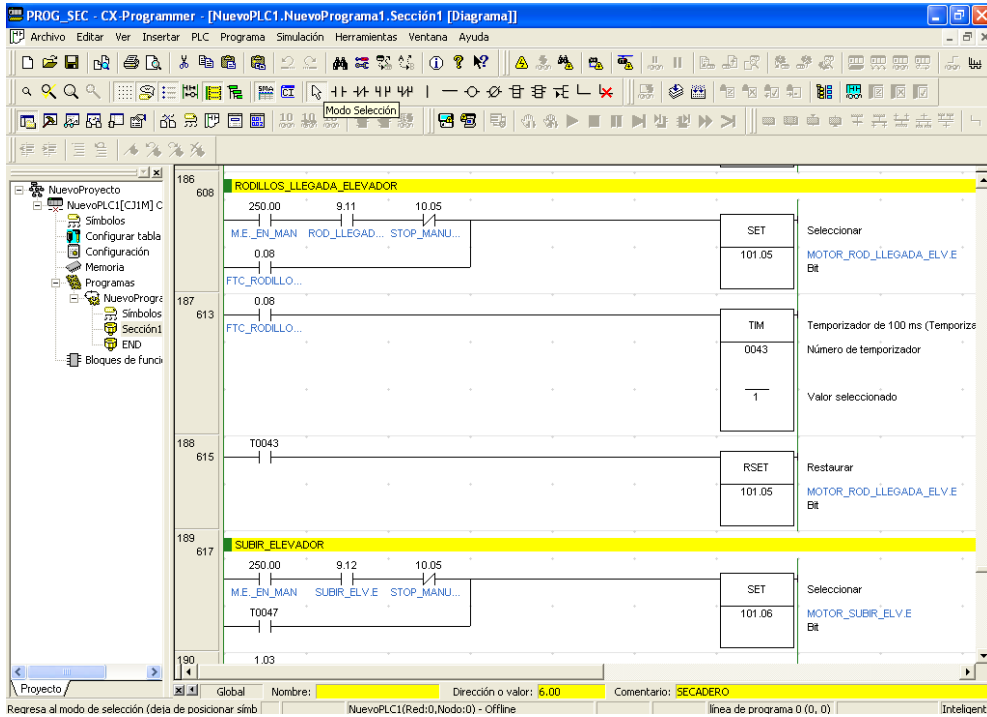 PROG_SEC - CX-Programmer - [NuevoPLC1.NuevoPrograma1.Sección1 [Diagrama]]
Archivo Editar Ver Insertar PLC Programa Simulación Herramientas Ventana Ayuda
Modo Selección
NuevoProyecto
NuevoPLC1[CJ1M] C
Símbolos
Configurar tabla
Configuración
Memoria
Programas
NuevoProgra
Símbolos
Sección1
END
Bloques de funci
Proyecto
186
608
RODILLOS_LLEGADA_ELEVADOR
250.00 9.11 10.05
M.E._EN_MAN ROD_LLEGAD... STOP_MANU...
SET Seleccionar
0.08
101.05 MOTOR_ROD_LLEGADA_ELV.E
Bit
FTC_RODILLO...
187
613
0.08
FTC_RODILLO...
TIM Temporizador de 100 ms (Temporiza
0043 Número de temporizador
1 Valor seleccionado
188
615
T0043
RSET Restaurar
101.05 MOTOR_ROD_LLEGADA_ELV.E
Bit
189
617
SUBIR_ELEVADOR
250.00 9.12 10.05
M.E._EN_MAN SUBIR_ELV.E STOP_MANU...
SET Seleccionar
T0047
101.06 MOTOR_SUBIR_ELV.E
Bit
190 1.03
Global Nombre: Dirección o valor: 6.00 Comentario: SECADERO
Regresa al modo de selección (deja de posicionar símb NuevoPLC1(Red:0,Nodo:0) - Offline línea de programa 0 (0, 0) Inteligent